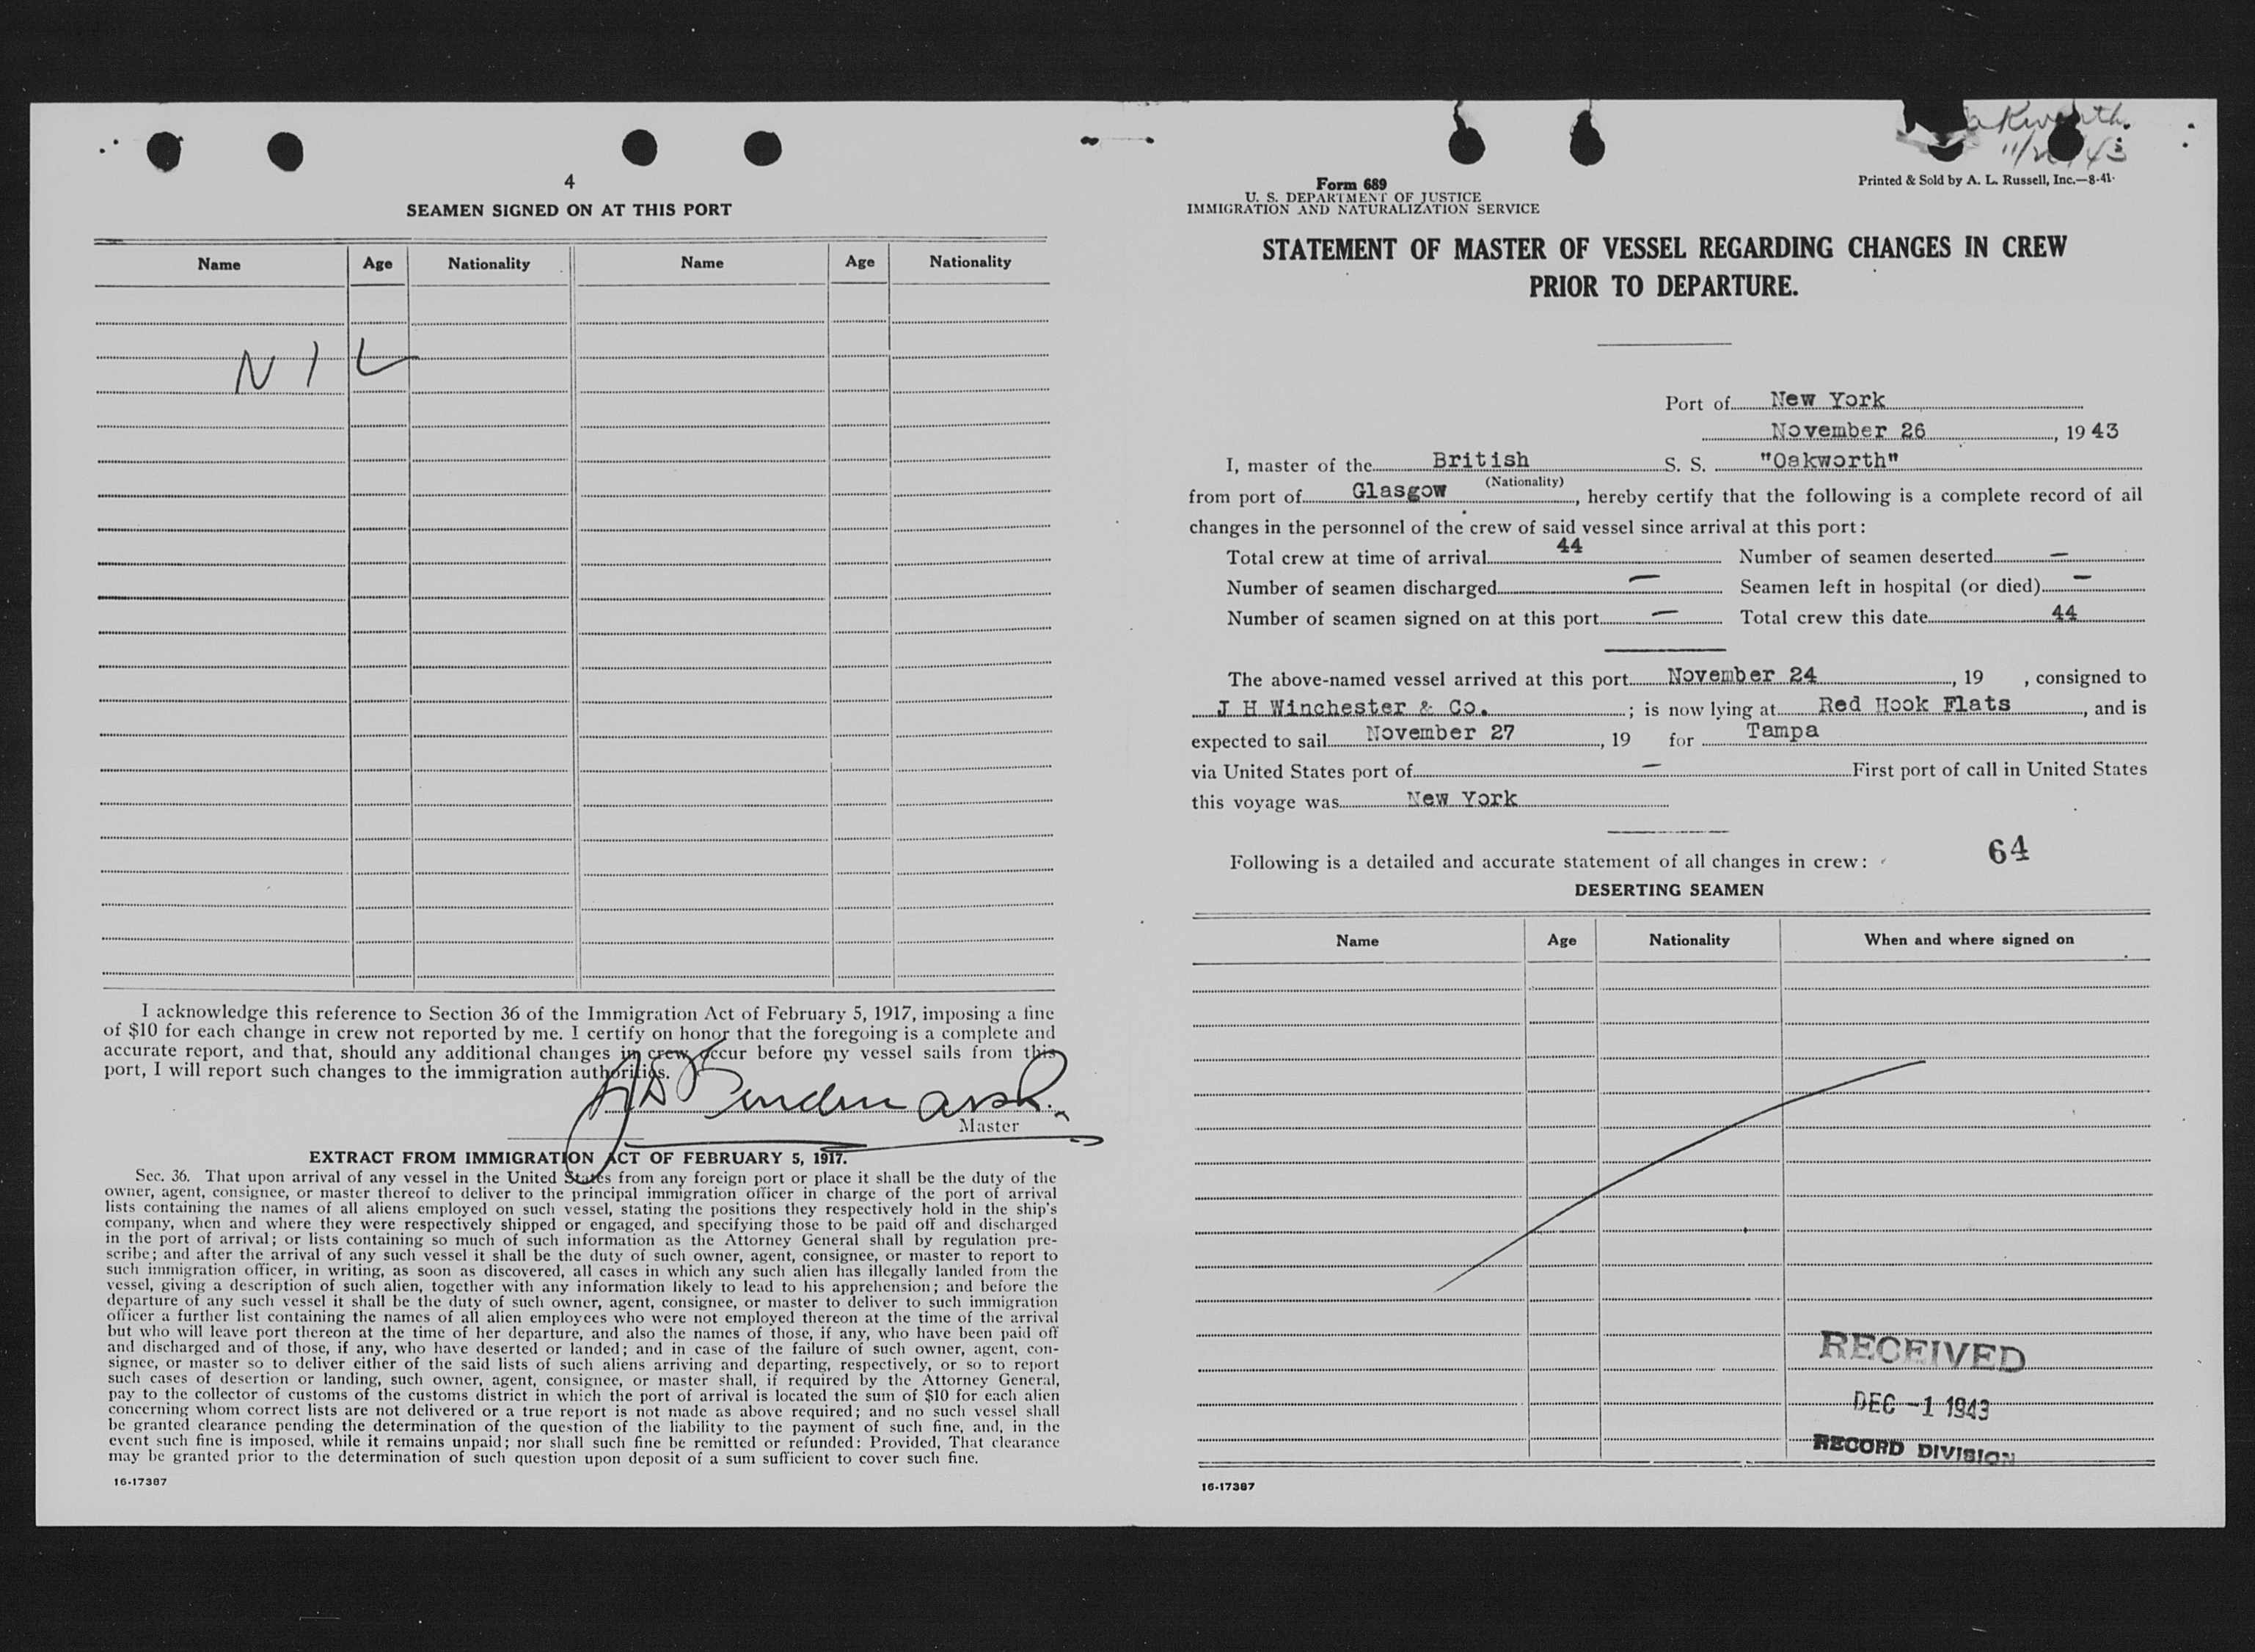 4
SEAMEN SIGNED ON AT THIS PORT
Name Age Nationality Name Age Nationality
NIL
I acknowledge this reference to Section 36 of the Immigration Act of February 5, 1917, imposing a fine
of $10 for each change in crew not reported by me. I certify on honor that the foregoing is a complete and
accurate report, and that, should any additional changes in crew occur before my vessel sails from this
port, I will report such changes to the immigration authorities.
Master
EXTRACT FROM IMMIGRATION ACT OF FEBRUARY 5, 1917.
Sec. 36. That upon arrival of any vessel in the United States from any foreign port or place it shall be the duty of the
owner, agent, consignee, or master thereof to deliver to the principal immigration officer in charge of the port of arrival
lists containing the names of all aliens employed on such vessel, stating the positions they respectively hold in the ship's
company, when and where they were respectively shipped or engaged, and specifying those to be paid off and discharged
in the port of arrival; or lists containing so much of such information as the Attorney General shall by regulation pre-
scribe; and after the arrival of any such vessel it shall be the duty of such owner, agent, consignee, or master to report to
such immigration officer, in writing, as soon as discovered, all cases in which any such alien has illegally landed from the
vessel, giving a description of such alien, together with any information likely to lead to his apprehension; and before the
departure of any such vessel it shall be the duty of such owner, agent, consignee, or master to deliver to such immigration
officer a further list containing the names of all alien employees who were not employed thereon at the time of the arrival
but who will leave port thereon at the time of her departure, and also the names of those, if any, who have been paid off
and discharged and of those, if any, who have deserted or landed; and in case of the failure of such owner, agent, con-
signee, or master so to deliver either of the said lists of such aliens arriving and departing, respectively, or so to report
such cases of desertion or landing, such owner, agent, consignee, or master shall, if required by the Attorney General,
pay to the collector of customs of the customs district in which the port of arrival is located the sum of $10 for each alien
concerning whom correct lists are not delivered or a true report is not made as above required; and no such vessel shall
be granted clearance pending the determination of the question of the liability to the payment of such fine, and, in the
event such fine is imposed, while it remains unpaid; nor shall such fine be remitted or refunded: Provided, That clearance
may be granted prior to the determination of such question upon deposit of a sum sufficient to cover such fine.
16-17387
Form 689
U. S. DEPARTMENT OF JUSTICE
IMMIGRATION AND NATURALIZATION SERVICE
Printed & Sold by A. L. Russell, Inc.—8-41-
STATEMENT OF MASTER OF VESSEL REGARDING CHANGES IN CREW
PRIOR TO DEPARTURE.
Port of New York
November 26, 1943
I, master of the British S. S. "Oakworth"
(Nationality)
from port of Glasgow, hereby certify that the following is a complete record of all
changes in the personnel of the crew of said vessel since arrival at this port:
Total crew at time of arrival 44 Number of seamen deserted —
Number of seamen discharged — Seamen left in hospital (or died) —
Number of seamen signed on at this port — Total crew this date 44
The above-named vessel arrived at this port November 24, 19 , consigned to
J H Winchester & Co. ; is now lying at Red Hook Flats, and is
expected to sail November 27, 19 for Tampa
via United States port of — First port of call in United States
this voyage was New York
64
Following is a detailed and accurate statement of all changes in crew:
DESERTING SEAMEN
Name Age Nationality When and where signed on
RECEIVED
DEC -1 1943
RECORD DIVISION
16-17387